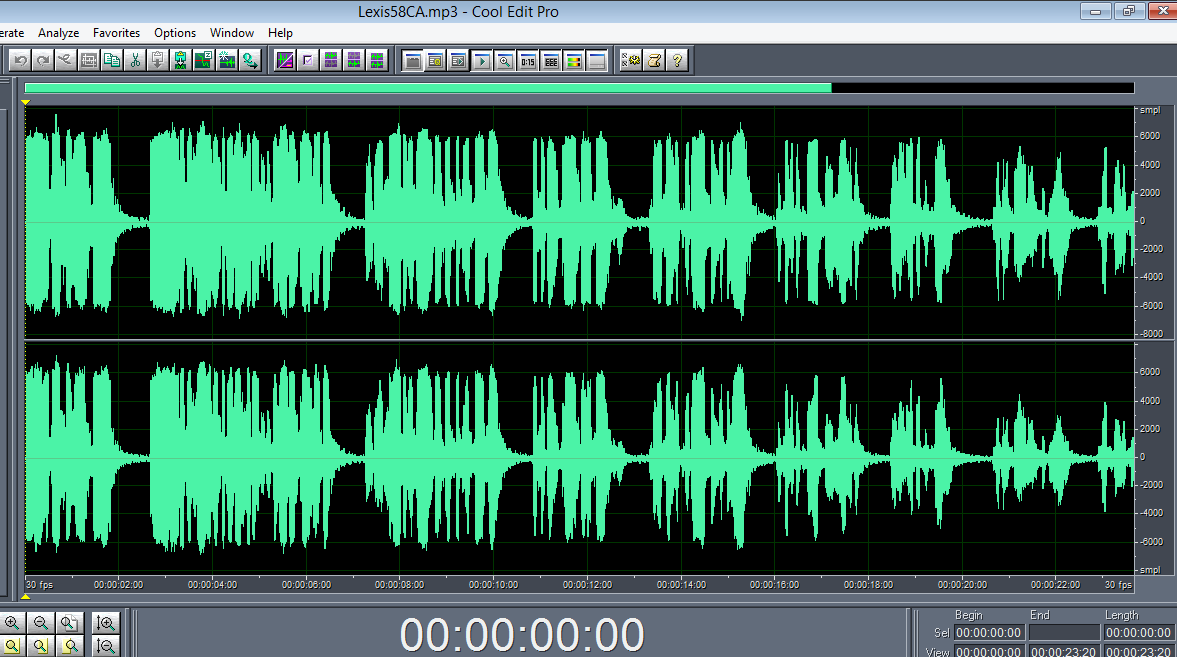 Lexis58CA.mp3 - Cool Edit Pro
erate Analyze Favorites Options Window Help
0:15
smpl
6000
4000
2000
0
-2000
-4000
-6000
-8000
6000
4000
2000
0
-2000
-4000
-6000
smpl
30 fps 00:00:02:00 00:00:04:00 00:00:06:00 00:00:08:00 00:00:10:00 00:00:12:00 00:00:14:00 00:00:16:00 00:00:18:00 00:00:20:00 00:00:22:00 30 fps
00:00:00:00
Begin End Length
Sel 00:00:00:00 00:00:00:00
View 00:00:00:00 00:00:23:20 00:00:23:20